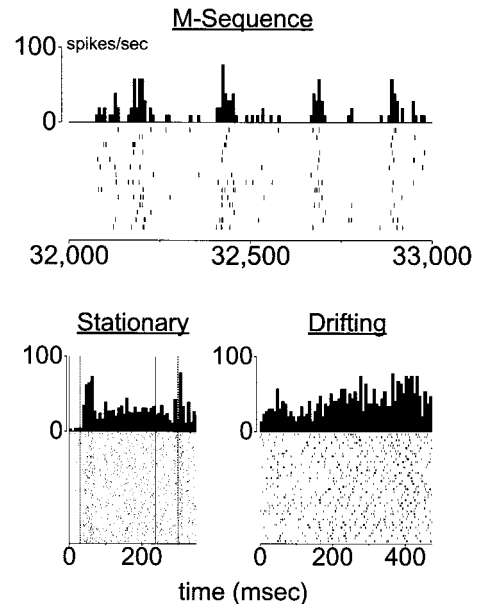 M-Sequence
100 spikes/sec
0
32,000 32,500 33,000
Stationary Drifting
100 100
0 0
0 200 0 200 400
time (msec)